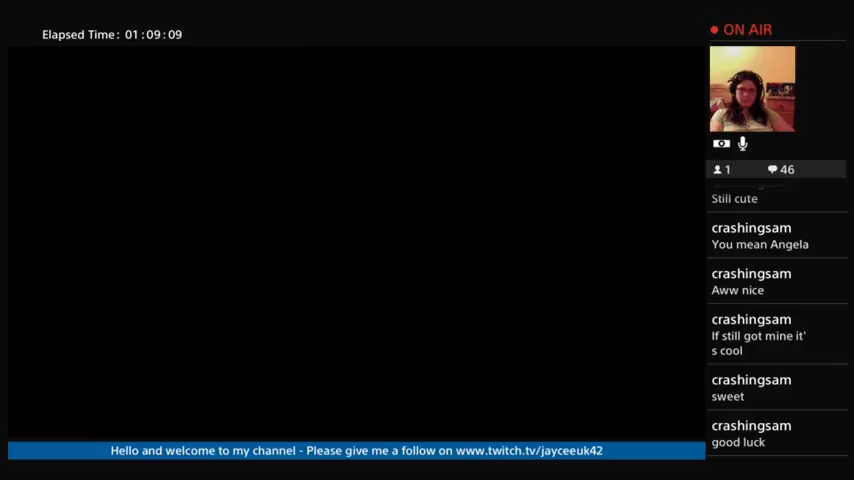 Elapsed Time: 01:09:09
ON AIR
1
46
Still cute
crashingsam
You mean Angela
crashingsam
Aww nice
crashingsam
If still got mine it'
s cool
crashingsam
sweet
crashingsam
good luck
Hello and welcome to my channel - Please give me a follow on www.twitch.tv/jayceeuk42